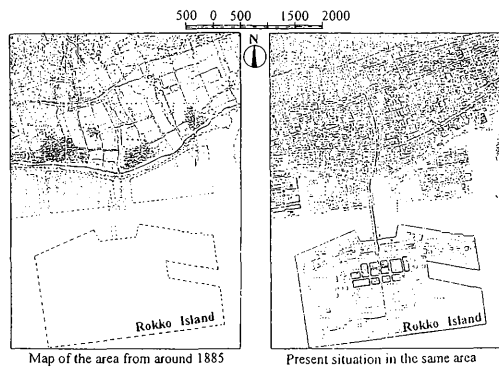 500 0 500 1500 2000
N
Rokko Island
Rokko Island
Map of the area from around 1885
Present situation in the same area